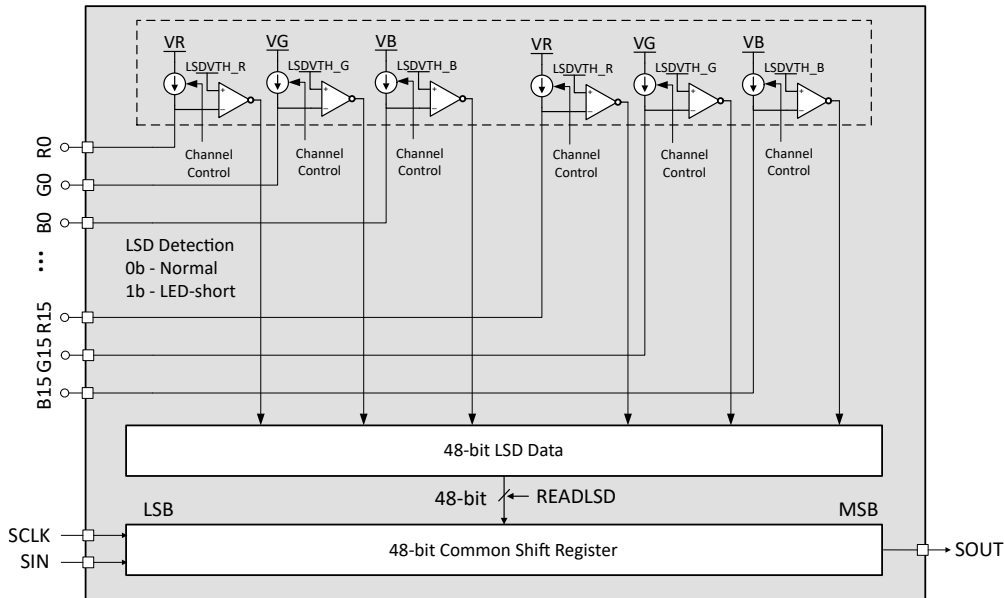 VR
VG
VB
VR
VG
VB
LSDVTH_R
LSDVTH_G
LSDVTH_B
LSDVTH_R
LSDVTH_G
LSDVTH_B
+
+
+
+
+
+
−
−
−
−
−
−
Channel
Control
Channel
Control
Channel
Control
Channel
Control
Channel
Control
Channel
Control
R0
G0
B0
...
R15
G15
B15
LSD Detection
0b - Normal
1b - LED-short
48-bit LSD Data
48-bit
READLSD
LSB
MSB
SCLK
SIN
48-bit Common Shift Register
SOUT